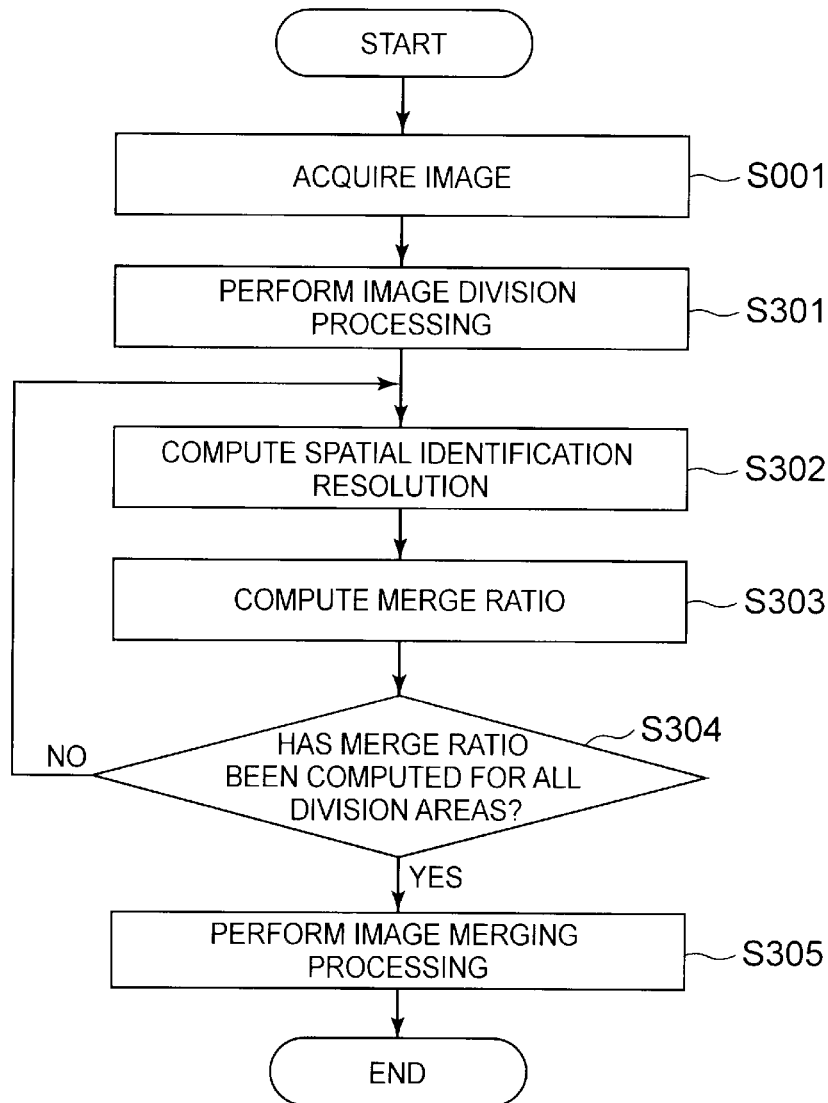 START
ACQUIRE IMAGE
S001
PERFORM IMAGE DIVISION
PROCESSING
S301
COMPUTE SPATIAL IDENTIFICATION
RESOLUTION
S302
COMPUTE MERGE RATIO
S303
S304
HAS MERGE RATIO
BEEN COMPUTED FOR ALL
DIVISION AREAS?
NO
YES
PERFORM IMAGE MERGING
PROCESSING
S305
END